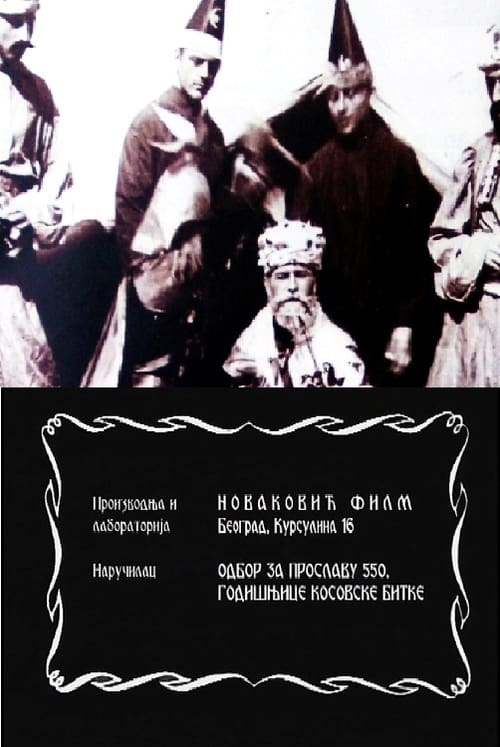 Производња и
лабораторија
НОВАКОВИЋ ФИЛМ
Београд, Курсулина 16
Наручилац
ОДБОР ЗА ПРОСЛАВУ 550.
ГОДИШЊИЦЕ КОСОВСКЕ БИТКЕ